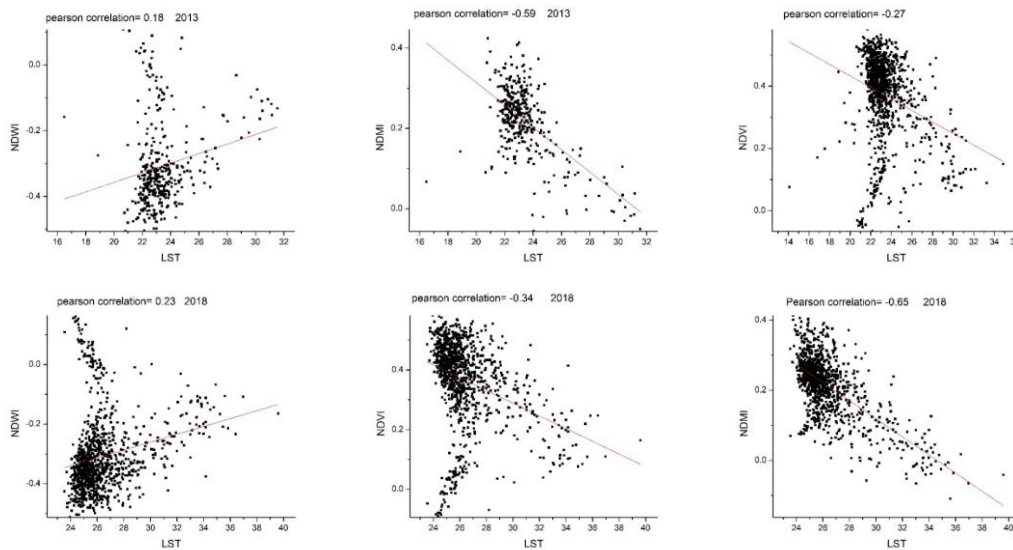 pearson correlation= 0.18 2013
0.0
-0.2
-0.4
NDWI
16 18 20 22 24 26 28 30 32
LST
pearson correlation= -0.59 2013
0.4
0.2
0.0
NDMI
16 18 20 22 24 26 28 30 32
LST
pearson correlation= -0.27
0.4
0.2
0.0
NDVI
14 16 18 20 22 24 26 28 30 32 34 36
LST
pearson correlation= 0.23 2018
0.0
-0.2
-0.4
NDWI
24 26 28 30 32 34 36 38 40
LST
pearson correlation= -0.34 2018
0.4
0.2
0.0
NDVI
24 26 28 30 32 34 36 38 40
LST
Pearson correlation= -0.65 2018
0.4
0.2
0.0
NDMI
24 26 28 30 32 34 36 38 40
LST